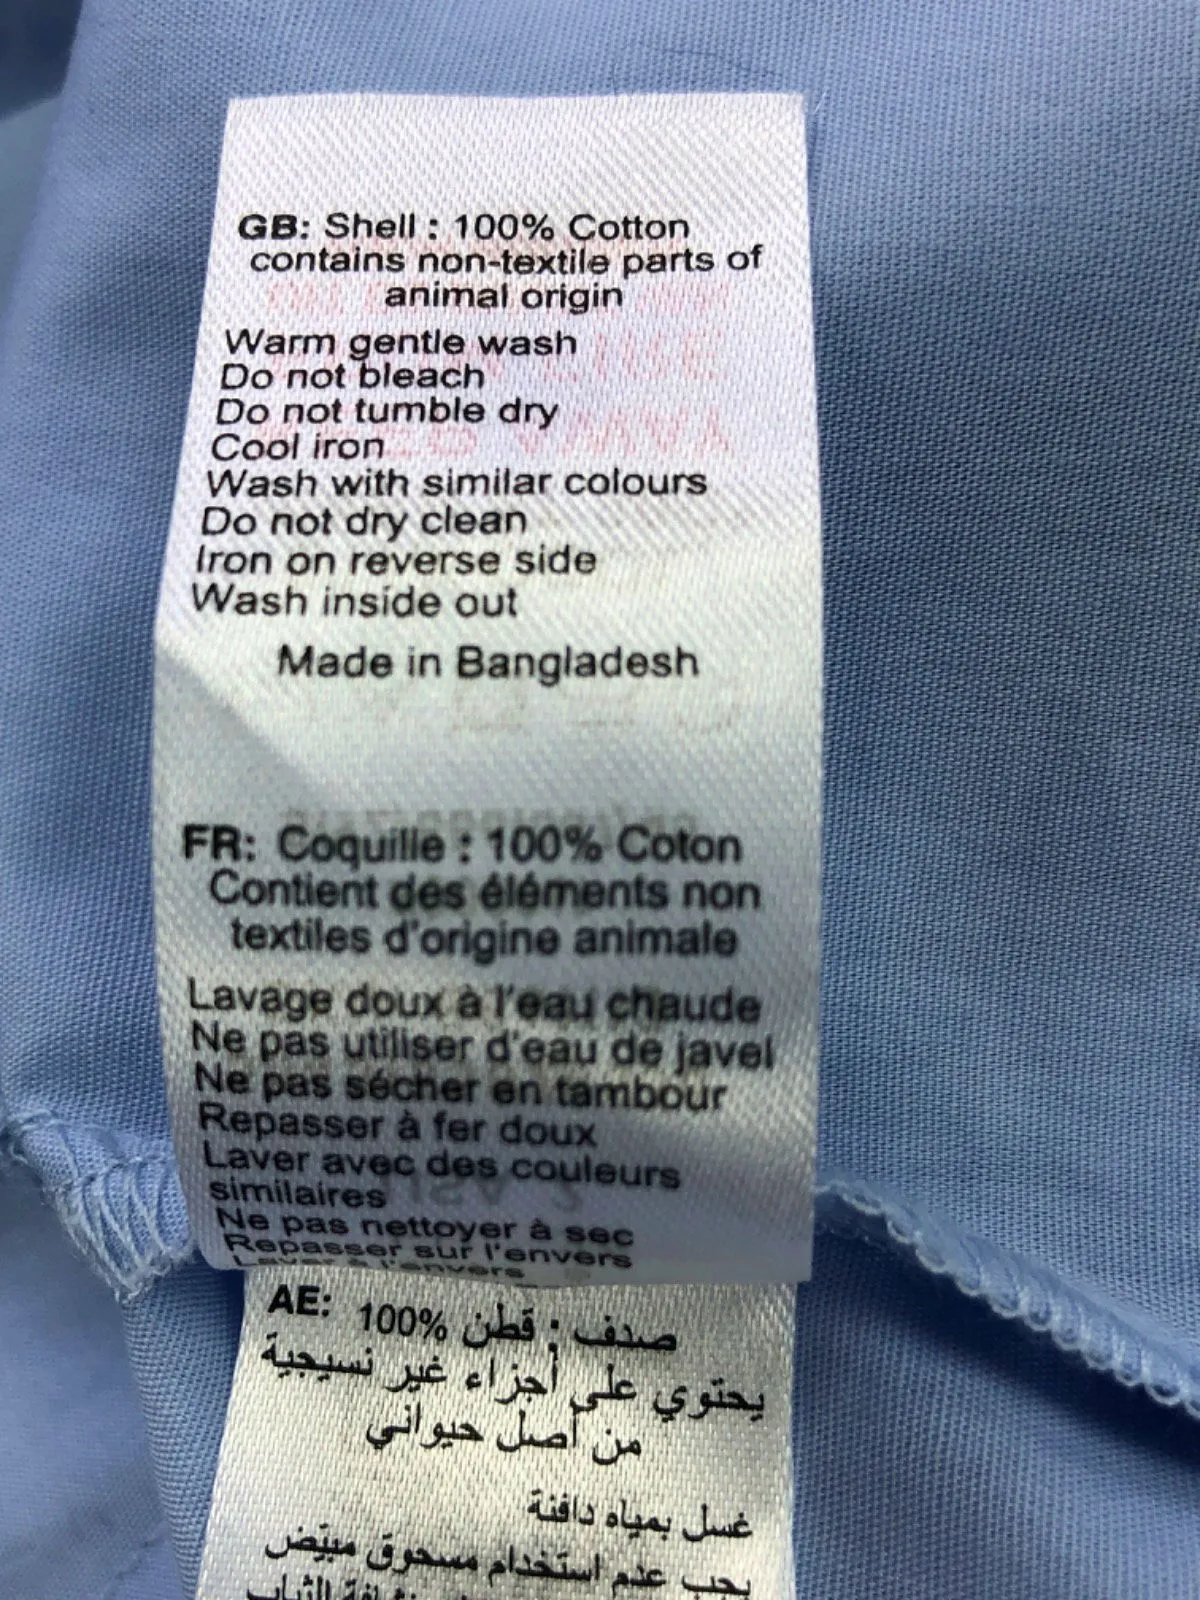 GB: Shell : 100% Cotton
contains non-textile parts of
animal origin
Warm gentle wash
Do not bleach
Do not tumble dry
Cool iron
Wash with similar colours
Do not dry clean
Iron on reverse side
Wash inside out
Made in Bangladesh
FR: Coquille : 100% Coton
Contient des éléments non
textiles d'origine animale
Lavage doux à l'eau chaude
Ne pas utiliser d'eau de javel
Ne pas sécher en tambour
Repasser à fer doux
Laver avec des couleurs
similaires
Ne pas nettoyer à sec
Repasser sur l'envers
Laver à l'envers
AE: صدف : قطن 100%
يحتوي على أجزاء غير نسيجية
من أصل حيواني
غسل بمياه دافئة
يجب عدم استخدام مسحوق مبيّض